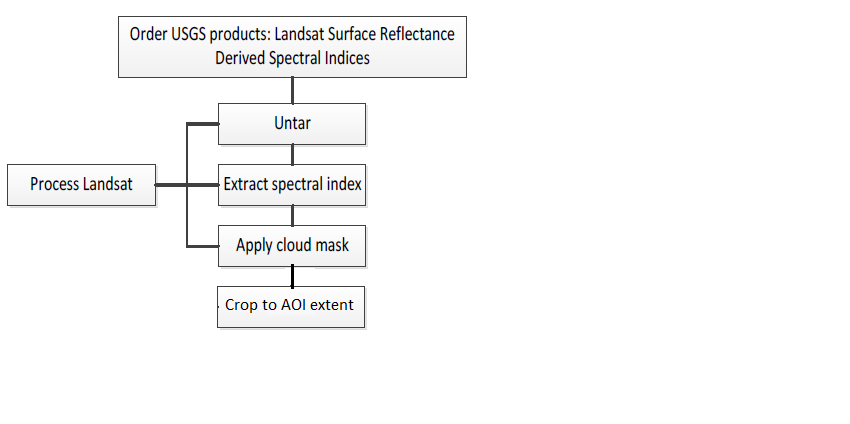 Order USGS products: Landsat Surface Reflectance
Derived Spectral Indices
Untar
Process Landsat
Extract spectral index
Apply cloud mask
Crop to AOI extent